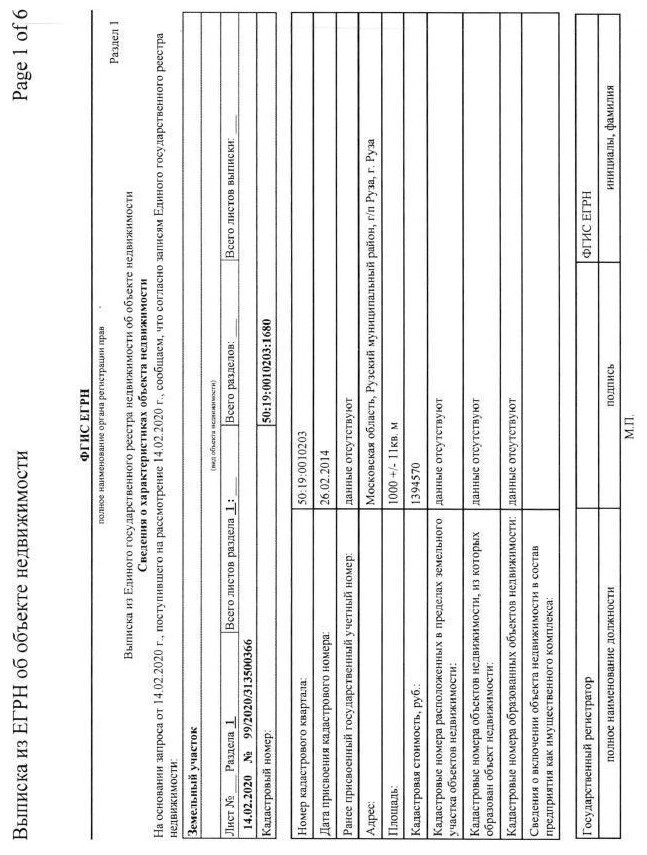 Выписка из ЕГРН об объекте недвижимости
Page 1 of 6
ФГИС ЕГРН
полное наименование органа регистрации прав
Раздел 1
Выписка из Единого государственного реестра недвижимости об объекте недвижимости
Сведения о характеристиках объекта недвижимости
На основании запроса от 14.02.2020 г., поступившего на рассмотрение 14.02.2020 г., сообщаем, что согласно записям Единого государственного реестра
недвижимости:
Земельный участок
(вид объекта недвижимости)
Лист № ___ Раздела 1
Всего листов раздела 1: ___
Всего разделов: ___
Всего листов выписки: ___
14.02.2020 № 99/2020/313500366
Кадастровый номер:
50:19:0010203:1680
Номер кадастрового квартала:
50:19:0010203
Дата присвоения кадастрового номера:
26.02.2014
Ранее присвоенный государственный учетный номер:
данные отсутствуют
Адрес:
Московская область, Рузский муниципальный район, г/п Руза, г. Руза
Площадь:
1000 +/- 11кв. м
Кадастровая стоимость, руб.:
1394570
Кадастровые номера расположенных в пределах земельного
участка объектов недвижимости:
данные отсутствуют
Кадастровые номера объектов недвижимости, из которых
образован объект недвижимости:
данные отсутствуют
Кадастровые номера образованных объектов недвижимости:
данные отсутствуют
Сведения о включении объекта недвижимости в состав
предприятия как имущественного комплекса:
Государственный регистратор
ФГИС ЕГРН
полное наименование должности
подпись
инициалы, фамилия
М.П.